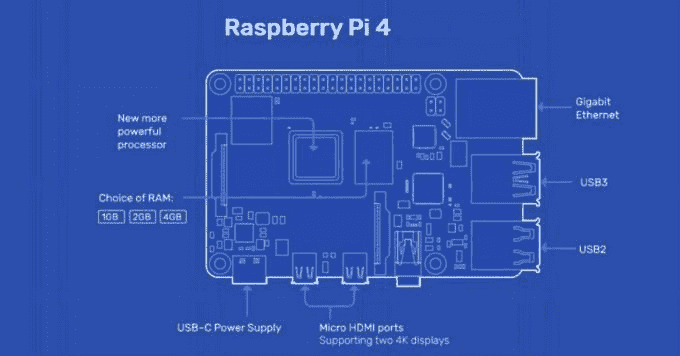 Raspberry Pi 4
New more
powerful
processor
Choice of RAM:
1GB 2GB 4GB
Gigabit
Ethernet
USB3
USB2
USB-C Power Supply
Micro HDMI ports
Supporting two 4K displays